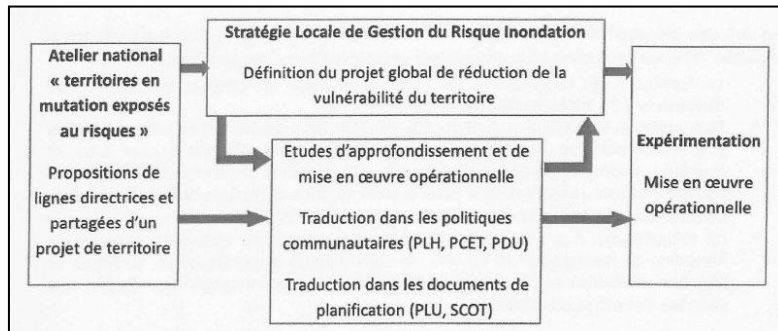 Stratégie Locale de Gestion du Risque Inondation
Définition du projet global de réduction de la
vulnérabilité du territoire
Atelier national
« territoires en
mutation exposés
au risques »
Propositions de
lignes directrices et
partagées d'un
projet de territoire
Etudes d'approfondissement et de
mise en œuvre opérationnelle
Traduction dans les politiques
communautaires (PLH, PCET, PDU)
Traduction dans les documents de
planification (PLU, SCOT)
Expérimentation
Mise en œuvre
opérationnelle